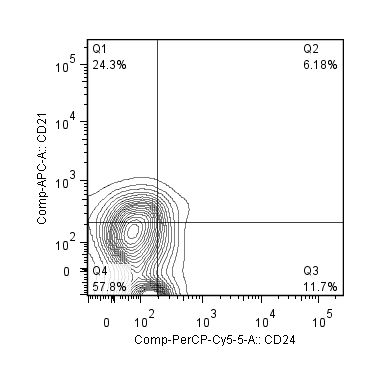 Q1
24.3%
Q2
6.18%
10^5
10^4
10^3
10^2
0
Comp-APC-A:: CD21
Q4
57.8%
Q3
11.7%
0
10^2
10^3
10^4
10^5
Comp-PerCP-Cy5-5-A:: CD24